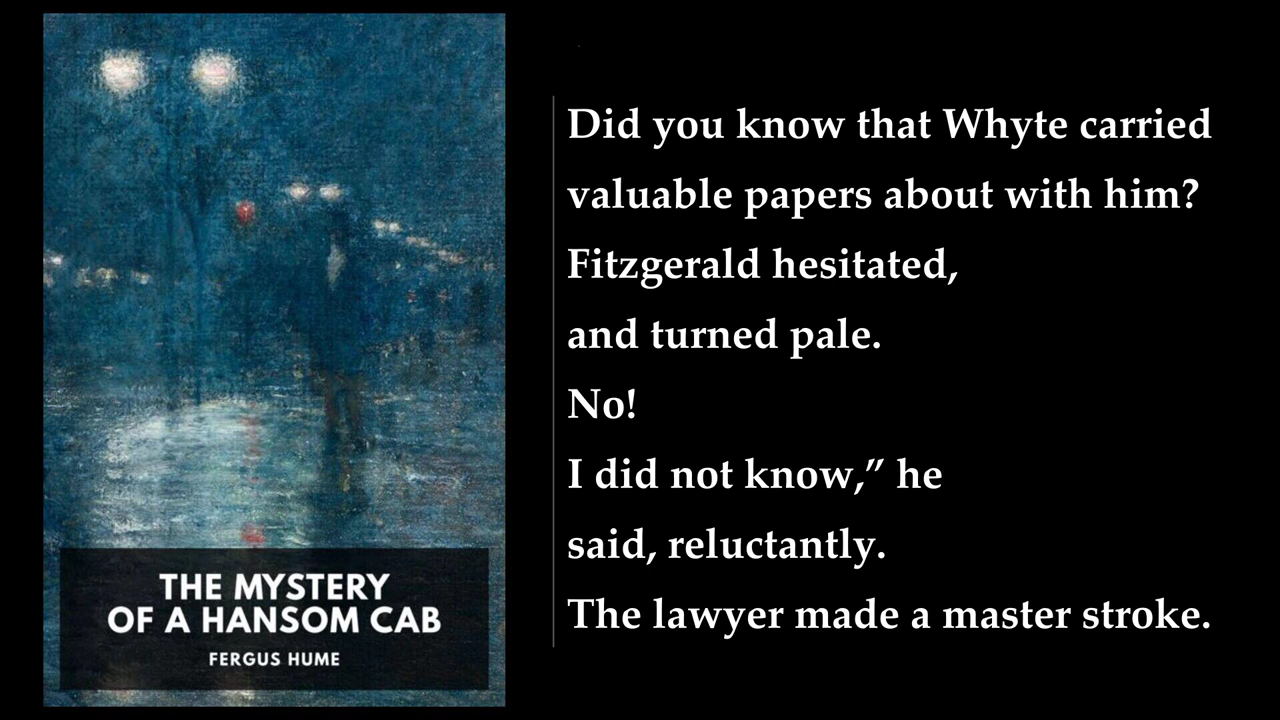 THE MYSTERY
OF A HANSOM CAB
FERGUS HUME
Did you know that Whyte carried
valuable papers about with him?
Fitzgerald hesitated,
and turned pale.
No!
I did not know,” he
said, reluctantly.
The lawyer made a master stroke.